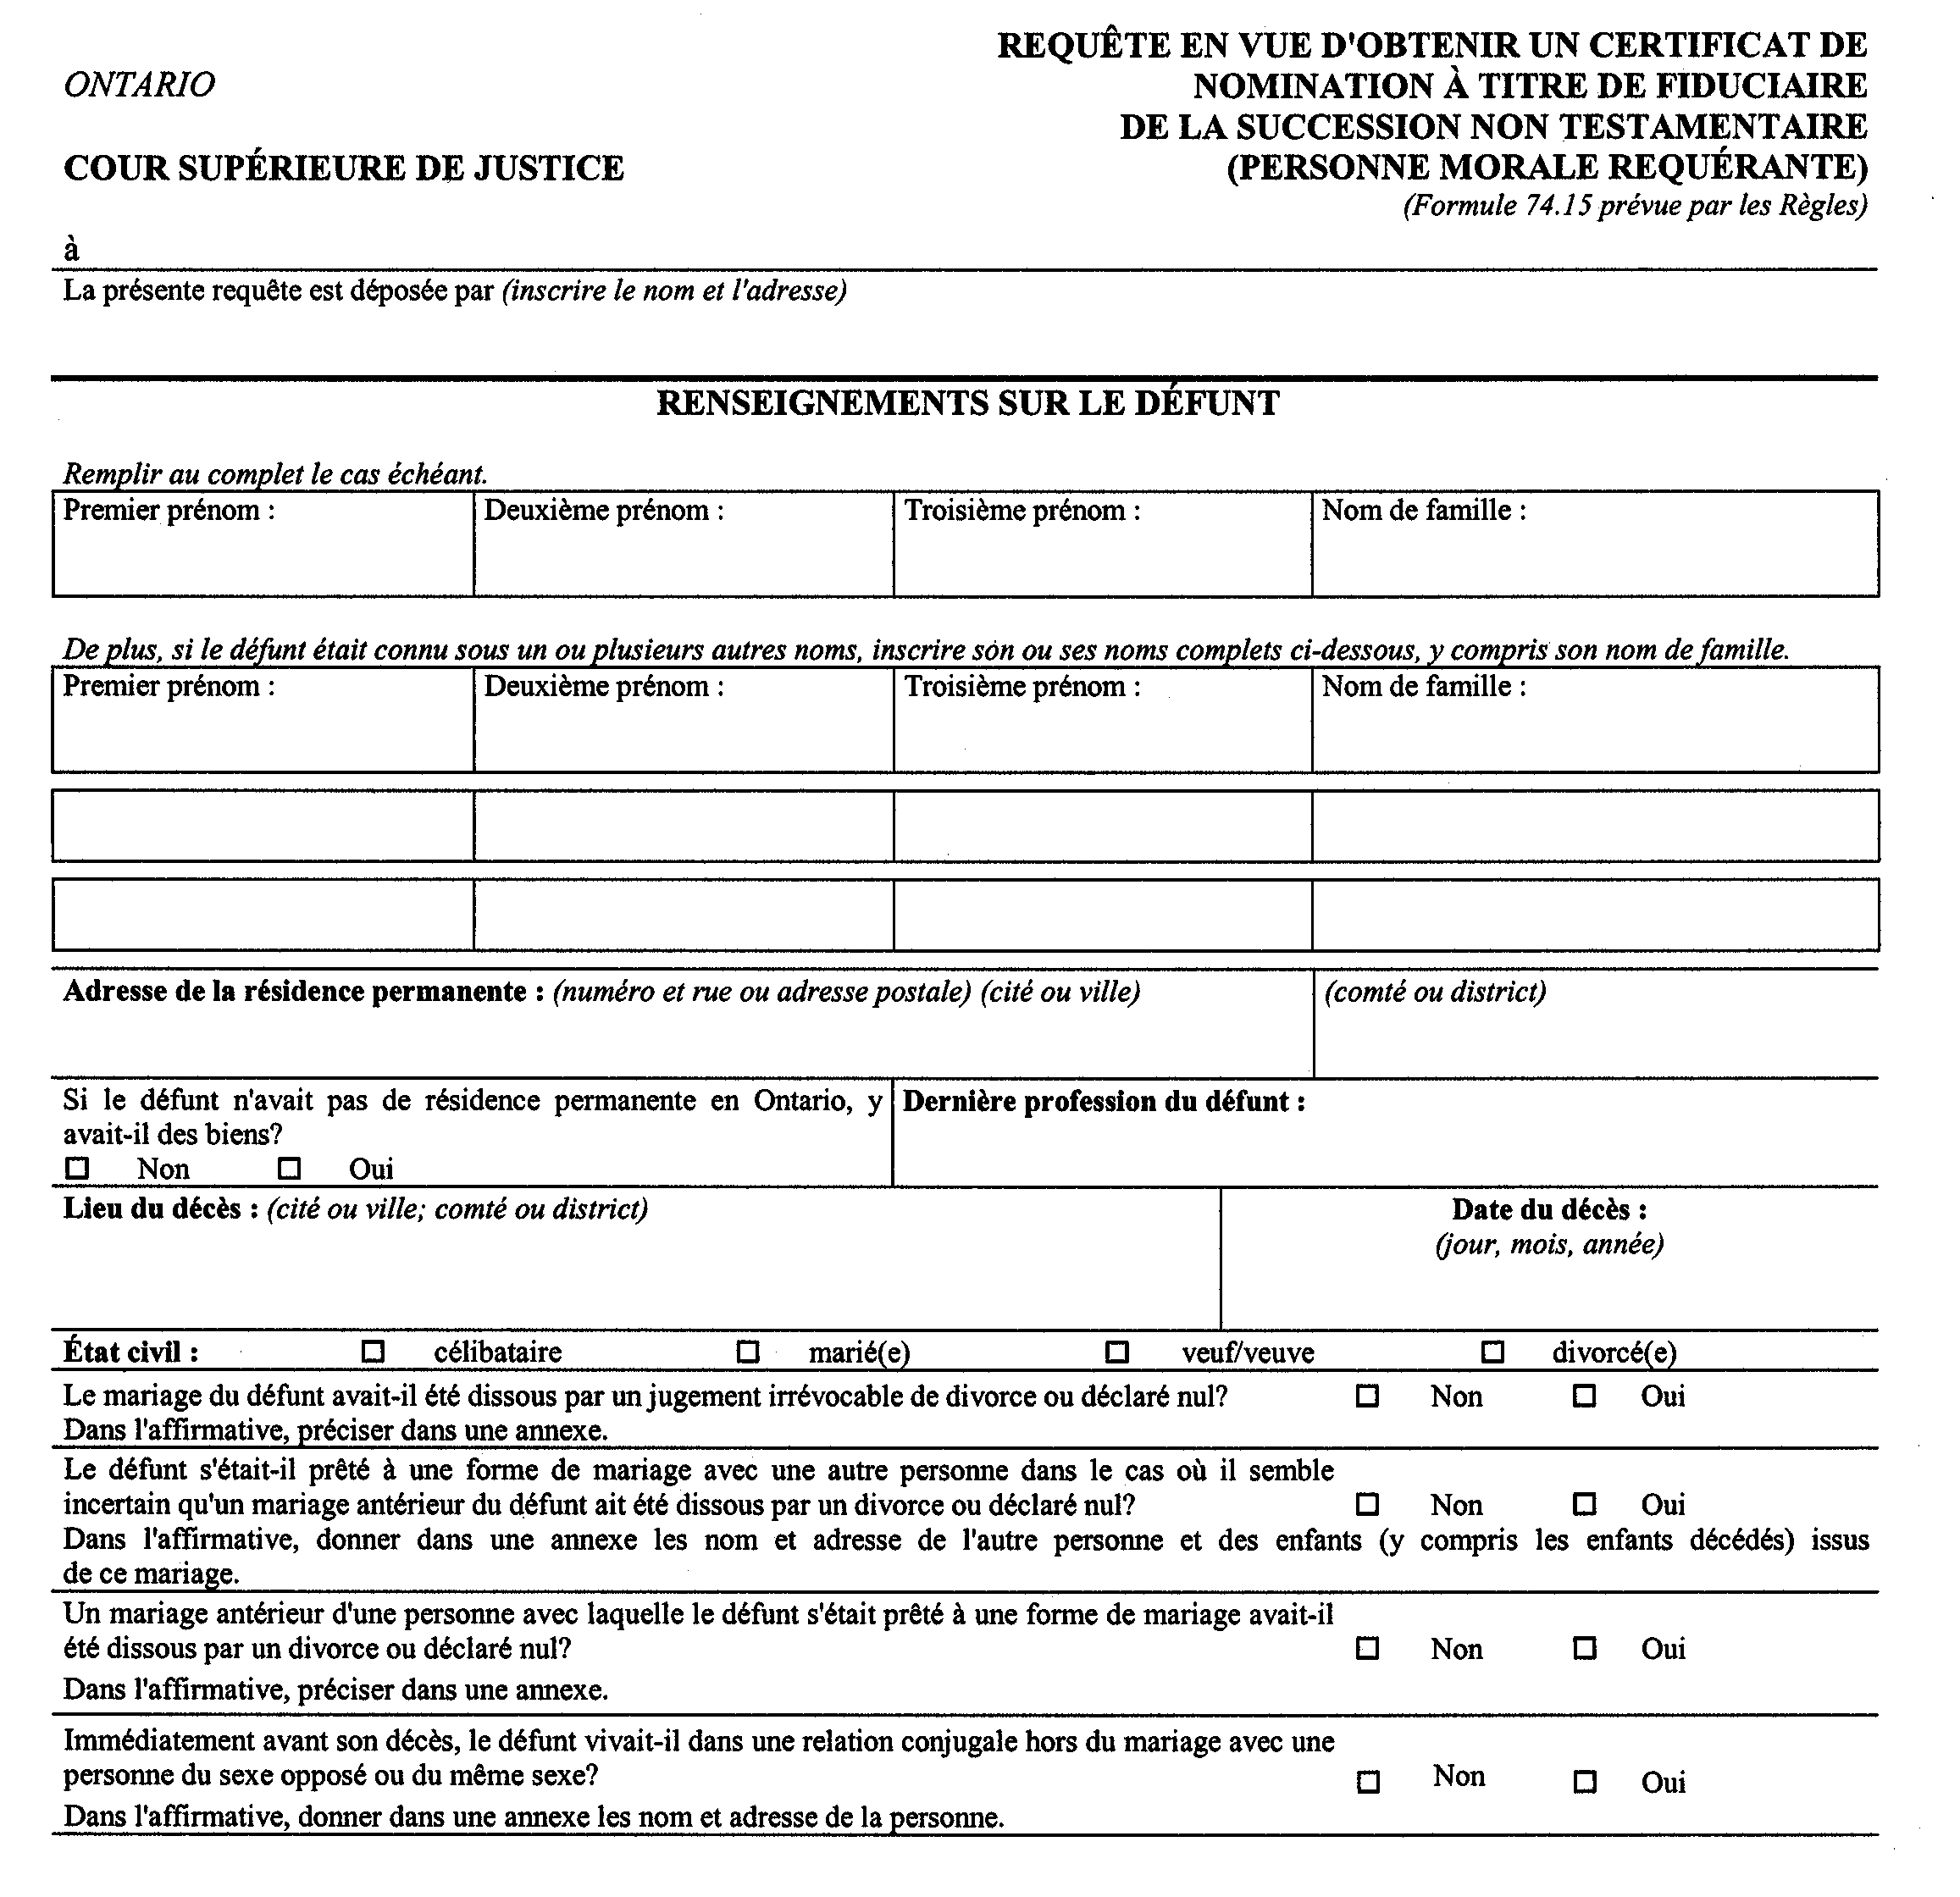 ONTARIO
COUR SUPÉRIEURE DE JUSTICE
REQUÊTE EN VUE D'OBTENIR UN CERTIFICAT DE
NOMINATION À TITRE DE FIDUCIAIRE
DE LA SUCCESSION NON TESTAMENTAIRE
(PERSONNE MORALE REQUÉRANTE)
(Formule 74.15 prévue par les Règles)
à
La présente requête est déposée par (inscrire le nom et l'adresse)
RENSEIGNEMENTS SUR LE DÉFUNT
Remplir au complet le cas échéant.
Premier prénom : Deuxième prénom : Troisième prénom : Nom de famille :
De plus, si le défunt était connu sous un ou plusieurs autres noms, inscrire son ou ses noms complets ci-dessous, y compris son nom de famille.
Premier prénom : Deuxième prénom : Troisième prénom : Nom de famille :
Adresse de la résidence permanente : (numéro et rue ou adresse postale) (cité ou ville) (comté ou district)
Si le défunt n'avait pas de résidence permanente en Ontario, y
avait-il des biens?
☐ Non ☐ Oui
Dernière profession du défunt :
Lieu du décès : (cité ou ville; comté ou district)
Date du décès :
(jour, mois, année)
État civil : ☐ célibataire ☐ marié(e) ☐ veuf/veuve ☐ divorcé(e)
Le mariage du défunt avait-il été dissous par un jugement irrévocable de divorce ou déclaré nul? ☐ Non ☐ Oui
Dans l'affirmative, préciser dans une annexe.
Le défunt s'était-il prêté à une forme de mariage avec une autre personne dans le cas où il semble
incertain qu'un mariage antérieur du défunt ait été dissous par un divorce ou déclaré nul? ☐ Non ☐ Oui
Dans l'affirmative, donner dans une annexe les nom et adresse de l'autre personne et des enfants (y compris les enfants décédés) issus
de ce mariage.
Un mariage antérieur d'une personne avec laquelle le défunt s'était prêté à une forme de mariage avait-il
été dissous par un divorce ou déclaré nul? ☐ Non ☐ Oui
Dans l'affirmative, préciser dans une annexe.
Immédiatement avant son décès, le défunt vivait-il dans une relation conjugale hors du mariage avec une
personne du sexe opposé ou du même sexe? ☐ Non ☐ Oui
Dans l'affirmative, donner dans une annexe les nom et adresse de la personne.